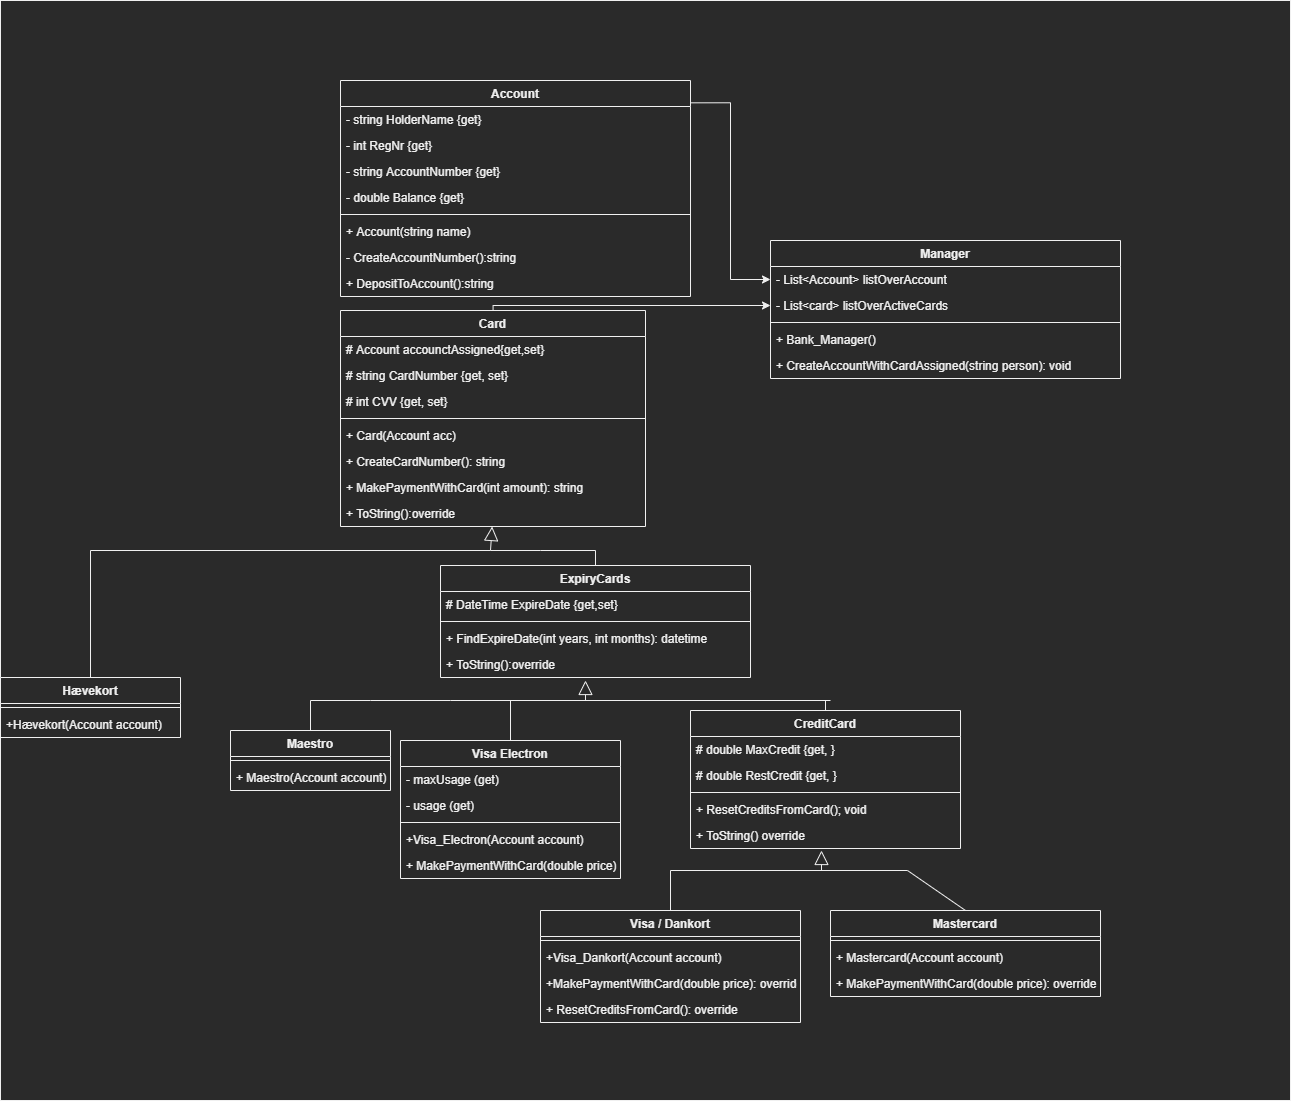 Account
- string HolderName {get}
- int RegNr {get}
- string AccountNumber {get}
- double Balance {get}
+ Account(string name)
- CreateAccountNumber():string
+ DepositToAccount():string
Manager
- List<Account> listOverAccount
- List<card> listOverActiveCards
+ Bank_Manager()
+ CreateAccountWithCardAssigned(string person): void
Card
# Account accounctAssigned{get,set}
# string CardNumber {get, set}
# int CVV {get, set}
+ Card(Account acc)
+ CreateCardNumber(): string
+ MakePaymentWithCard(int amount): string
+ ToString():override
ExpiryCards
# DateTime ExpireDate {get,set}
+ FindExpireDate(int years, int months): datetime
+ ToString():override
Hævekort
+Hævekort(Account account)
Maestro
+ Maestro(Account account)
Visa Electron
- maxUsage (get)
- usage (get)
+Visa_Electron(Account account)
+ MakePaymentWithCard(double price)
CreditCard
# double MaxCredit {get, }
# double RestCredit {get, }
+ ResetCreditsFromCard(); void
+ ToString() override
Visa / Dankort
+Visa_Dankort(Account account)
+MakePaymentWithCard(double price): overrid
+ ResetCreditsFromCard(): override
Mastercard
+ Mastercard(Account account)
+ MakePaymentWithCard(double price): override